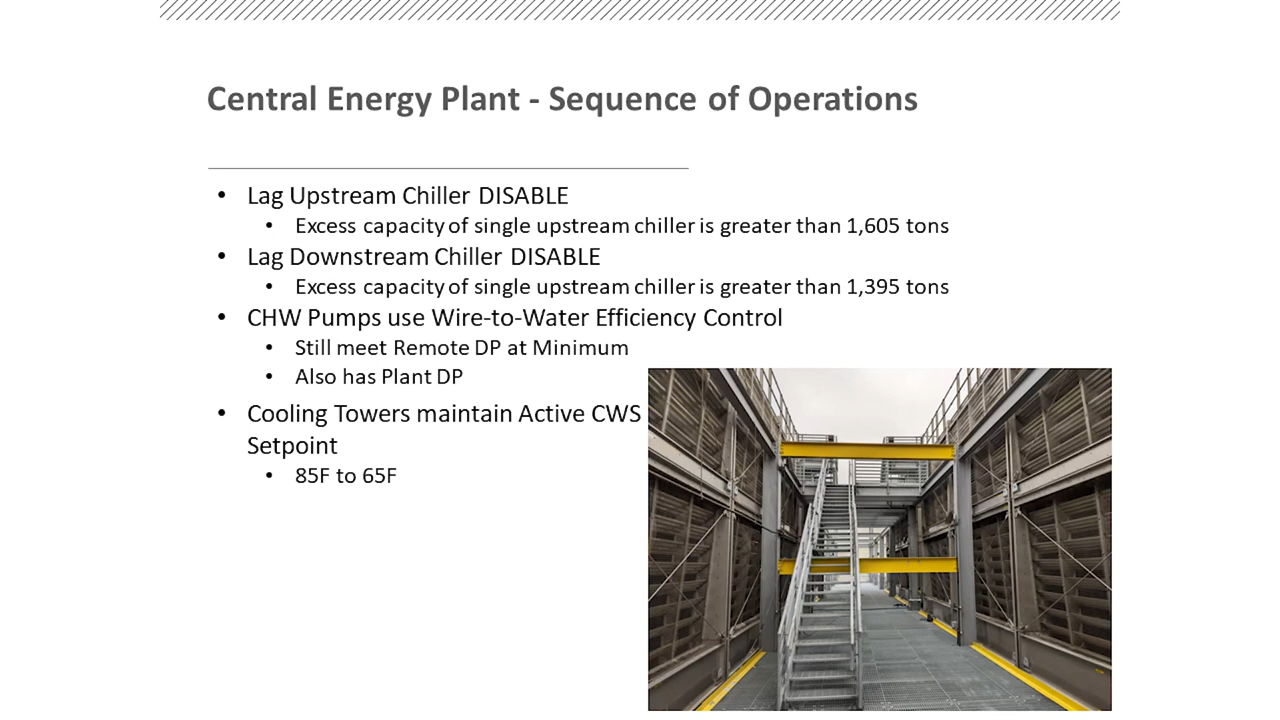 Central Energy Plant - Sequence of Operations
• Lag Upstream Chiller DISABLE
• Excess capacity of single upstream chiller is greater than 1,605 tons
• Lag Downstream Chiller DISABLE
• Excess capacity of single upstream chiller is greater than 1,395 tons
• CHW Pumps use Wire-to-Water Efficiency Control
• Still meet Remote DP at Minimum
• Also has Plant DP
• Cooling Towers maintain Active CWS
Setpoint
• 85F to 65F